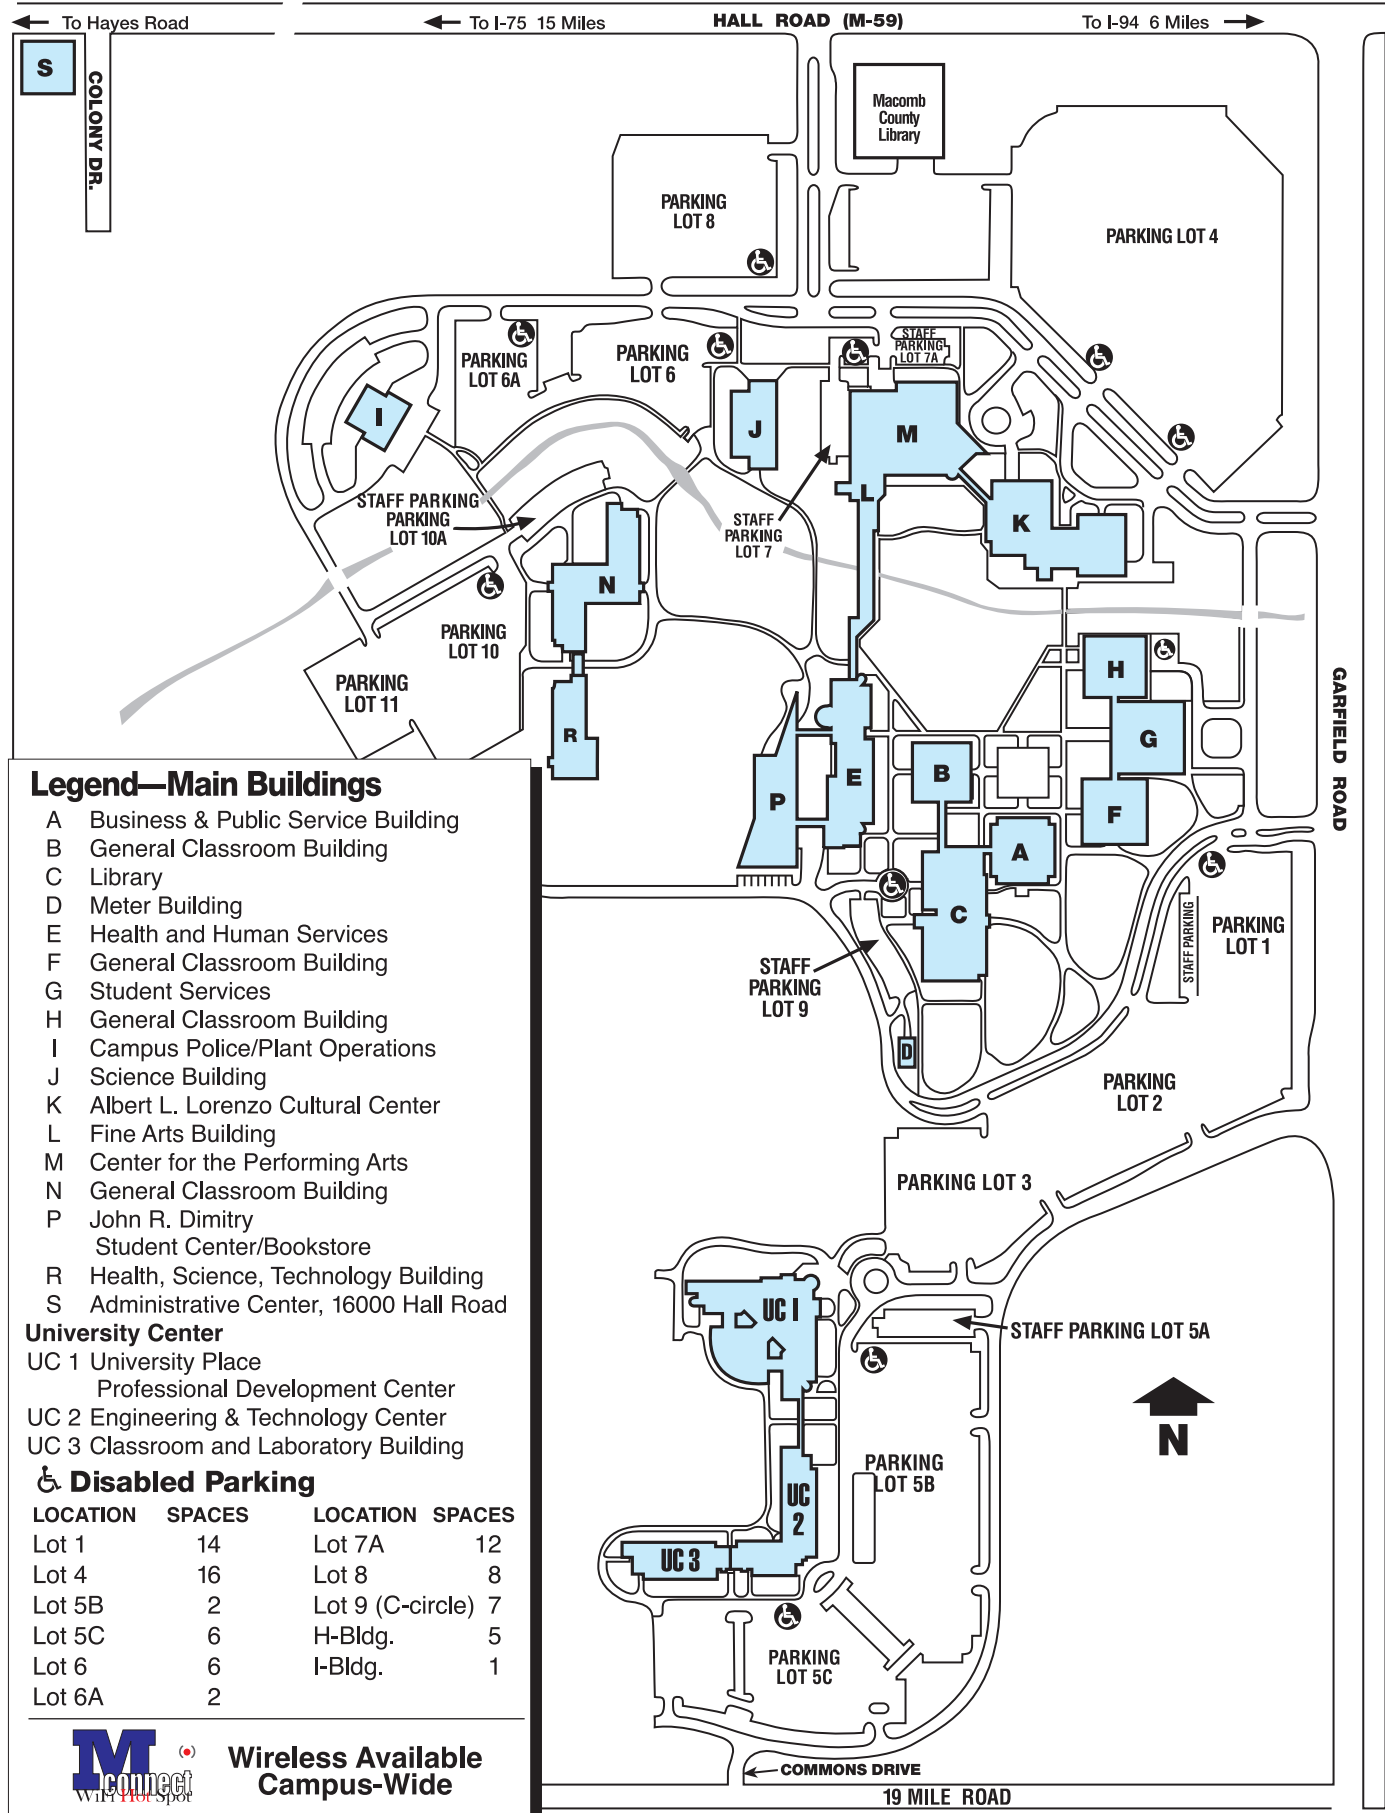 To Hayes Road
To I-75 15 Miles
HALL ROAD (M-59)
To I-94 6 Miles
S
COLONY DR.
Macomb
County
Library
PARKING
LOT 8
PARKING LOT 4
STAFF
PARKING
LOT 7A
PARKING
LOT 6A
PARKING
LOT 6
I
J
M
L
K
STAFF PARKING
PARKING
LOT 10A
STAFF
PARKING
LOT 7
N
PARKING
LOT 10
PARKING
LOT 11
H
GARFIELD ROAD
R
G
B
E
P
F
A
C
STAFF PARKING
PARKING
LOT 1
STAFF
PARKING
LOT 9
D
PARKING
LOT 2
PARKING LOT 3
UC 1
STAFF PARKING LOT 5A
N
PARKING
LOT 5B
UC
2
UC 3
PARKING
LOT 5C
COMMONS DRIVE
19 MILE ROAD
Legend—Main Buildings
A Business & Public Service Building
B General Classroom Building
C Library
D Meter Building
E Health and Human Services
F General Classroom Building
G Student Services
H General Classroom Building
I Campus Police/Plant Operations
J Science Building
K Albert L. Lorenzo Cultural Center
L Fine Arts Building
M Center for the Performing Arts
N General Classroom Building
P John R. Dimitry
Student Center/Bookstore
R Health, Science, Technology Building
S Administrative Center, 16000 Hall Road
University Center
UC 1 University Place
Professional Development Center
UC 2 Engineering & Technology Center
UC 3 Classroom and Laboratory Building
Disabled Parking
LOCATION SPACES LOCATION SPACES
Lot 1 14 Lot 7A 12
Lot 4 16 Lot 8 8
Lot 5B 2 Lot 9 (C-circle) 7
Lot 5C 6 H-Bldg. 5
Lot 6 6 I-Bldg. 1
Lot 6A 2
M
connect
WiFi Hot Spot
Wireless Available
Campus-Wide